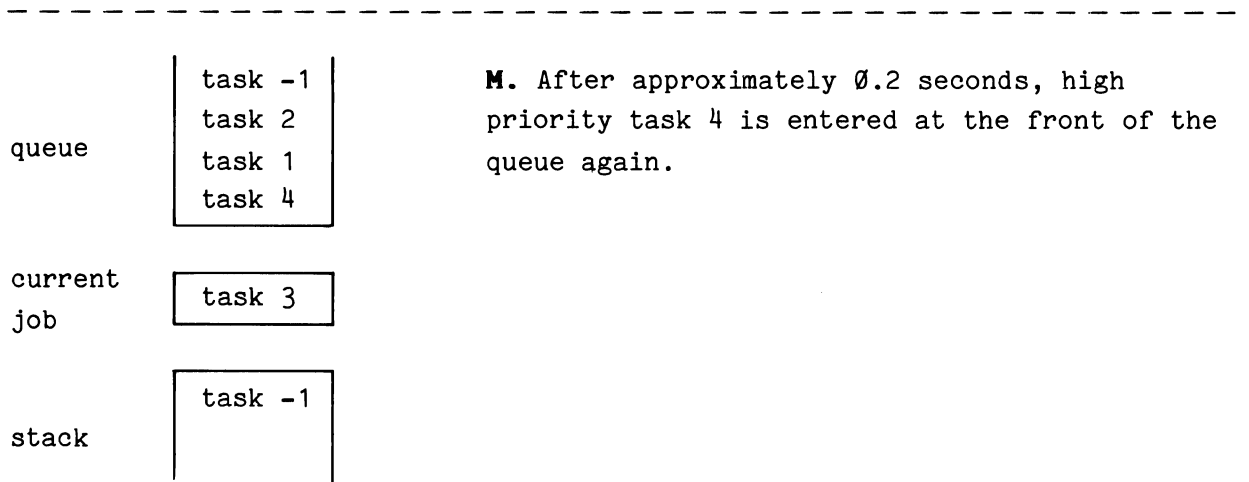 queue
task -1
task 2
task 1
task 4
M. After approximately 0.2 seconds, high
priority task 4 is entered at the front of the
queue again.
current
job
task 3
stack
task -1